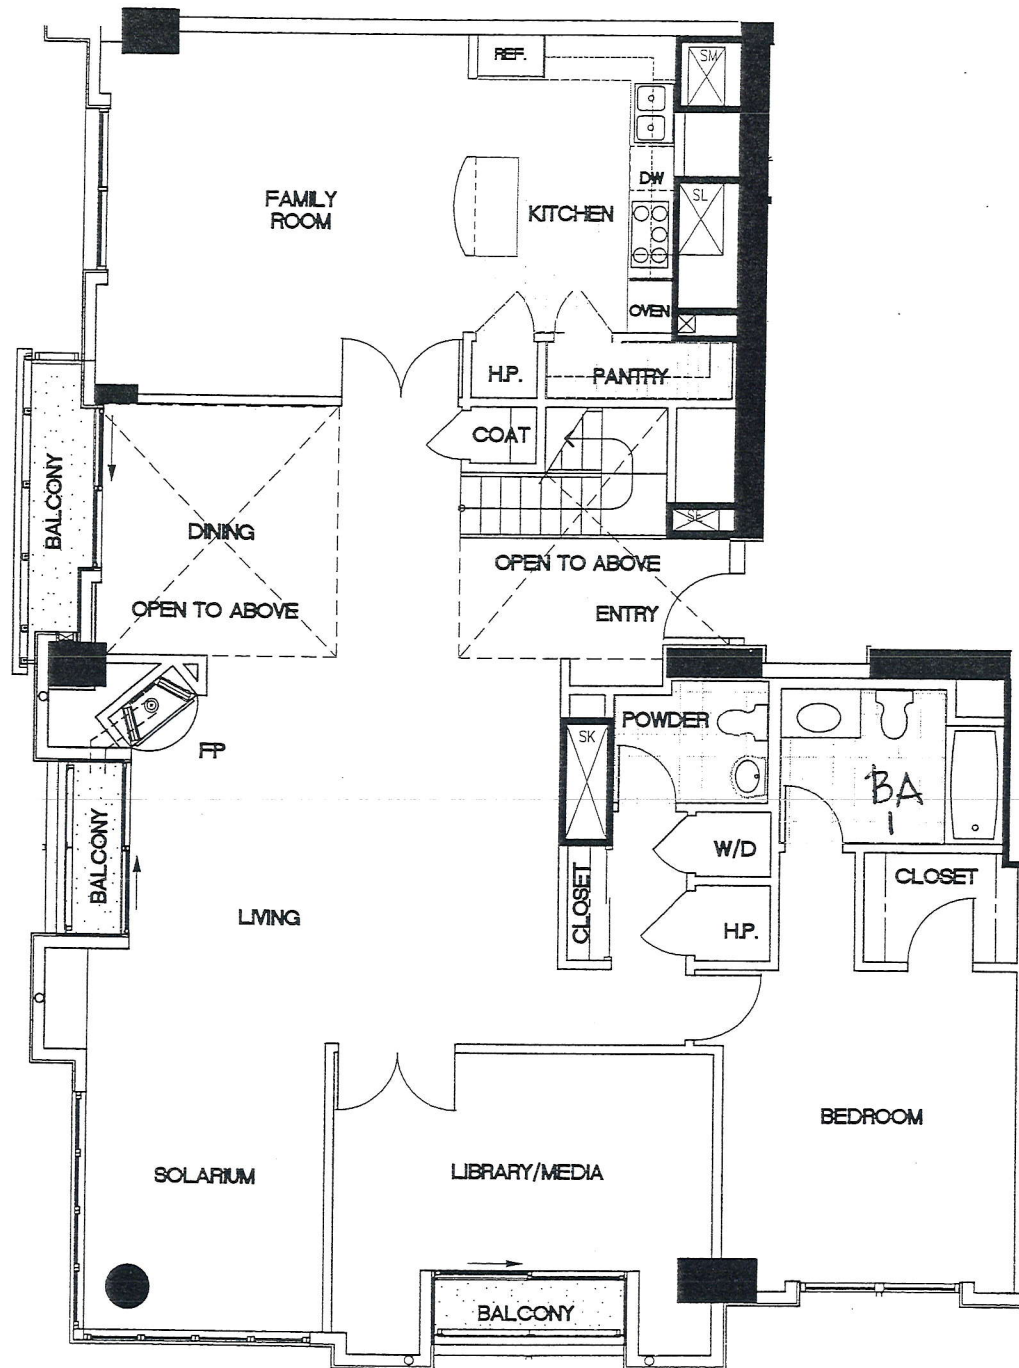 REF.
SM
FAMILY
ROOM
KITCHEN
DW
SL
OVEN
H.P.
PANTRY
COAT
BALCONY
DINING
OPEN TO ABOVE
OPEN TO ABOVE
ENTRY
POWDER
SK
FP
BA
1
BALCONY
W/D
CLOSET
CLOSET
LIVING
H.P.
BEDROOM
SOLARIUM
LIBRARY/MEDIA
BALCONY